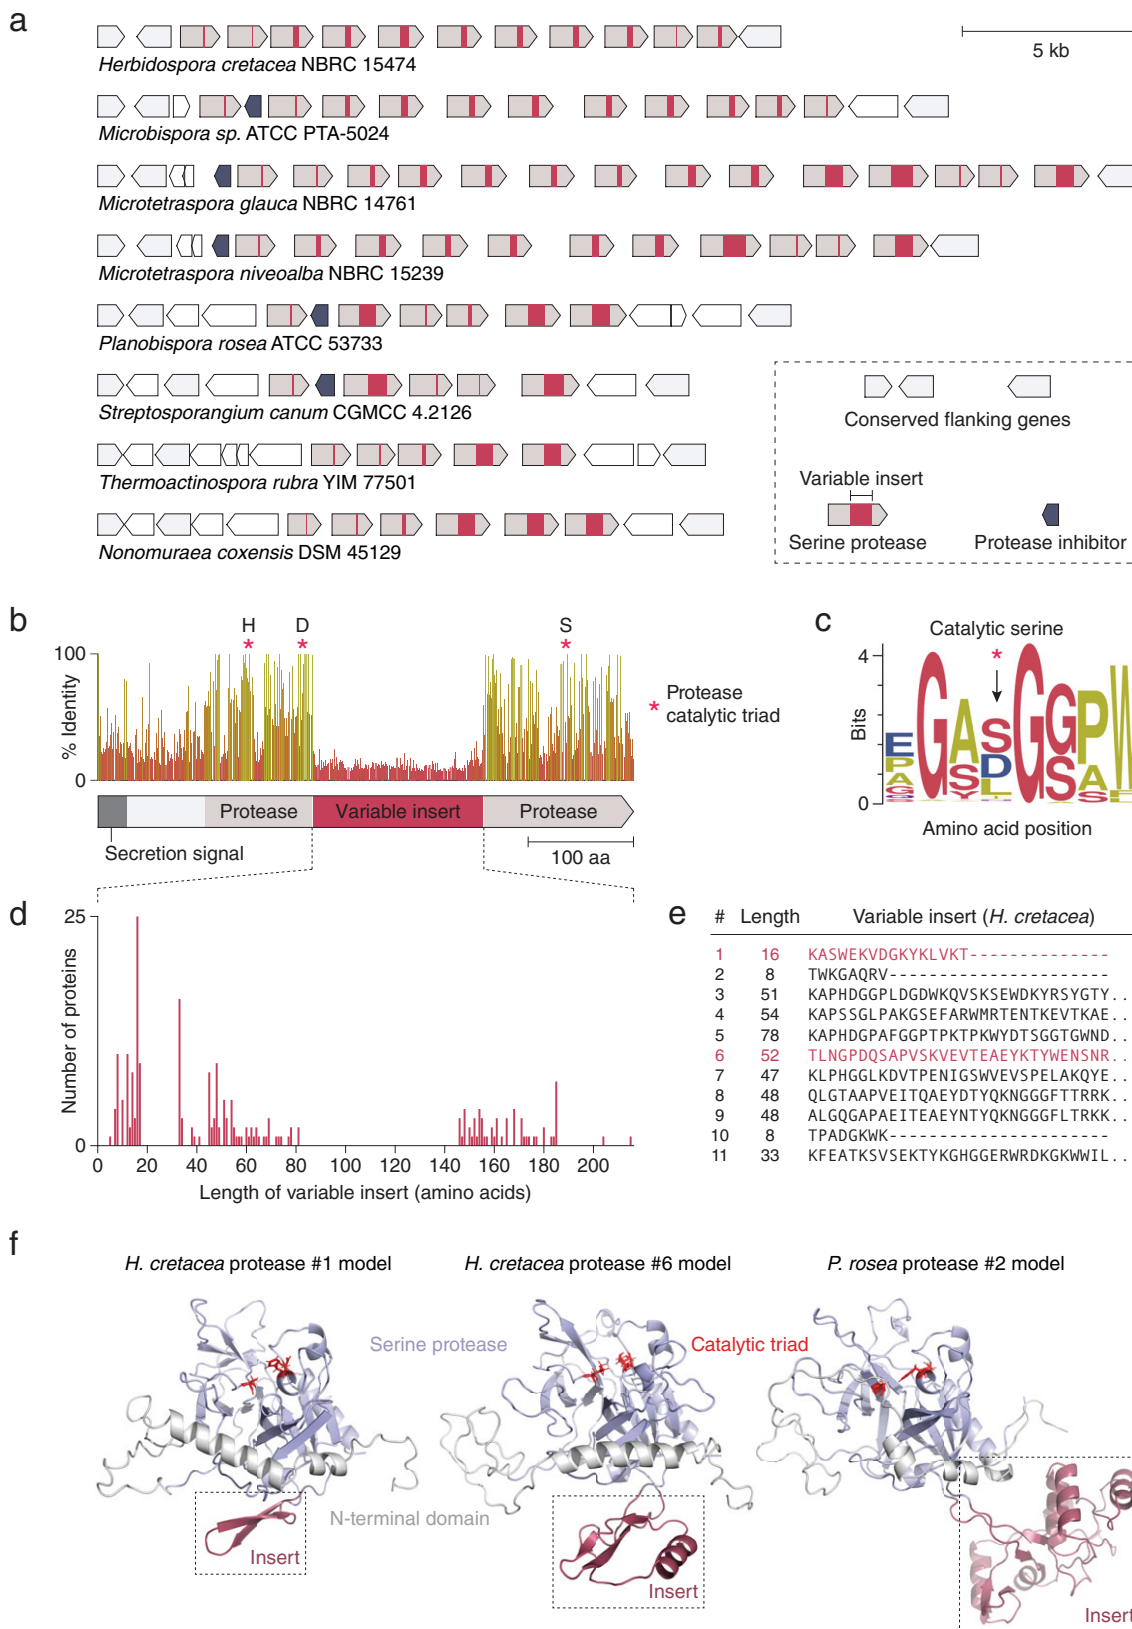 a
5 kb
Herbidospora cretacea NBRC 15474
Microbispora sp. ATCC PTA-5024
Microtetraspora glauca NBRC 14761
Microtetraspora niveoalba NBRC 15239
Planobispora rosea ATCC 53733
Streptosporangium canum CGMCC 4.2126
Thermoactinospora rubra YIM 77501
Nonomuraea coxensis DSM 45129
Conserved flanking genes
Variable insert
Serine protease
Protease inhibitor
b
H D S
* * *
100
% Identity
0
* Protease
catalytic triad
Protease Variable insert Protease
Secretion signal
100 aa
c
Catalytic serine
*
4
2
0
Bits
E G A S G G P W
P S D S A
A Y L
G
Amino acid position
d
25
Number of proteins
0
0 20 40 60 80 100 120 140 160 180 200
Length of variable insert (amino acids)
e
# Length Variable insert (H. cretacea)
1 16 KASWEKVDGKYKLVKT--------------
2 8 TWKGAQRV----------------------
3 51 KAPHDGGPLDGDWKQVSKSEWDKYRSYGTY..
4 54 KAPSSGLPAKGSEFARWMRTENTKEVTKAE..
5 78 KAPHDGPAFGGPTPKTPKWYDTSGGTGWND..
6 52 TLNGPDQSAPVSKVEVTEAEYKTYWENSNR..
7 47 KLPHGGLKDVTPENIGSWVEVSPELAKQYE..
8 48 QLGTAAPVEITQAEYDTYQKNGGGFTTRRK..
9 48 ALGQGAPAEITEAEYNTYQKNGGGFLTRKK..
10 8 TPADGKWK----------------------
11 33 KFEATKSVSEKTYKGHGGERWRDKGKWWIL..
f
H. cretacea protease #1 model
H. cretacea protease #6 model
P. rosea protease #2 model
Serine protease
Catalytic triad
N-terminal domain
Insert
Insert
Insert